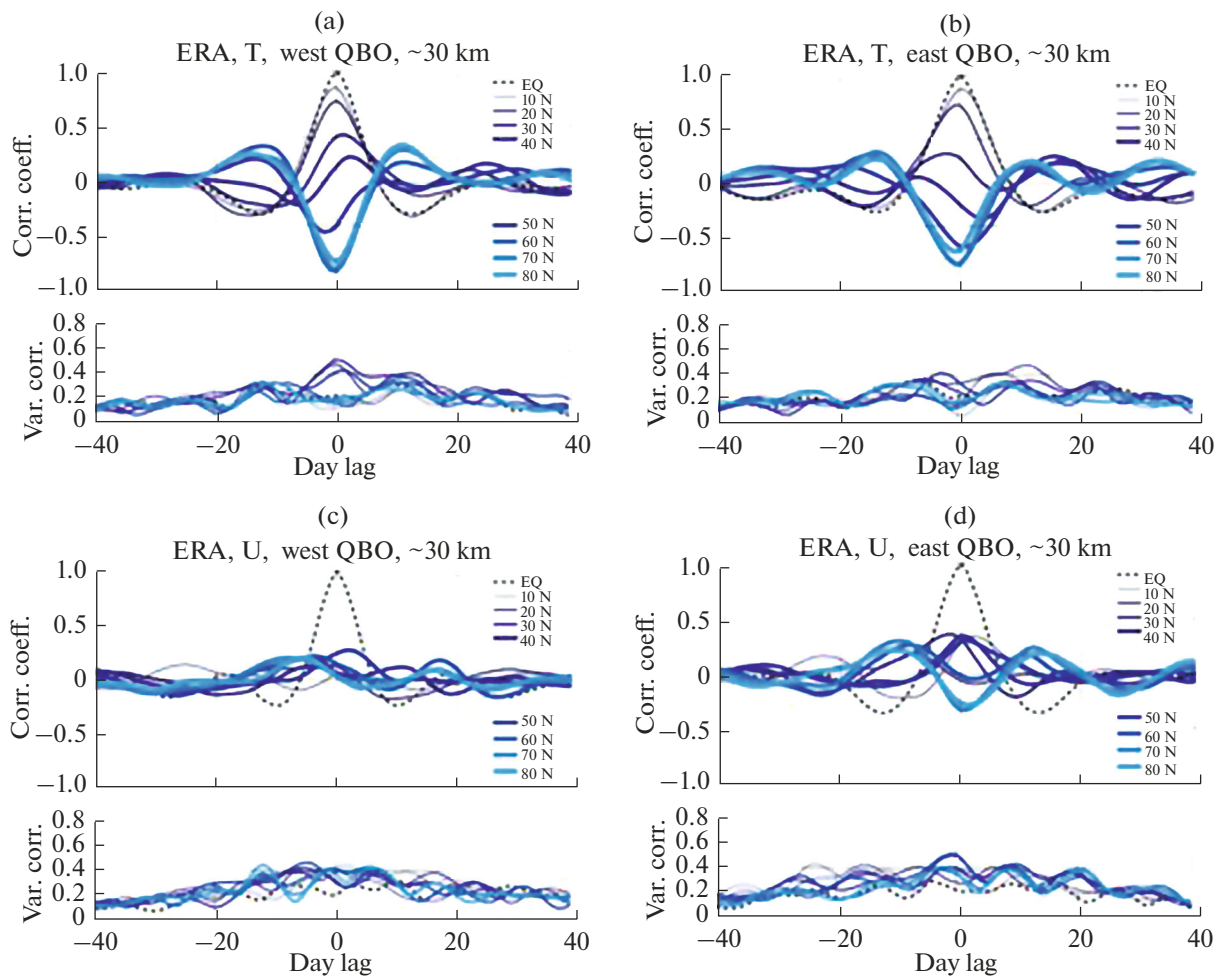 (a)
ERA, T, west QBO, ~30 km
1.0
0.5
0
−0.5
−1.0
Corr. coeff.
EQ
10 N
20 N
30 N
40 N
50 N
60 N
70 N
80 N
0.8
0.6
0.4
0.2
0
Var. corr.
−40
−20
0
20
40
Day lag
(b)
ERA, T, east QBO, ~30 km
1.0
0.5
0
−0.5
−1.0
Corr. coeff.
EQ
10 N
20 N
30 N
40 N
50 N
60 N
70 N
80 N
0.8
0.6
0.4
0.2
0
Var. corr.
−40
−20
0
20
40
Day lag
(c)
ERA, U, west QBO, ~30 km
1.0
0.5
0
−0.5
−1.0
Corr. coeff.
EQ
10 N
20 N
30 N
40 N
50 N
60 N
70 N
80 N
0.8
0.6
0.4
0.2
0
Var. corr.
−40
−20
0
20
40
Day lag
(d)
ERA, U, east QBO, ~30 km
1.0
0.5
0
−0.5
−1.0
Corr. coeff.
EQ
10 N
20 N
30 N
40 N
50 N
60 N
70 N
80 N
0.8
0.6
0.4
0.2
0
Var. corr.
−40
−20
0
20
40
Day lag